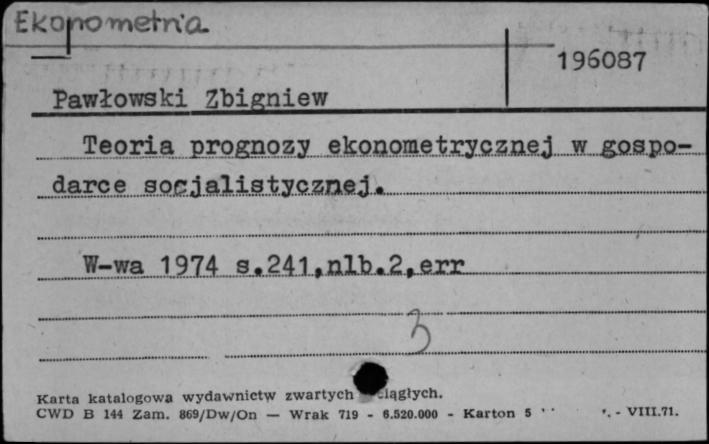 Ekonometria
196087
Pawłowski Zbigniew
Teoria prognozy ekonometrycznej w gospo-
darce socjalistycznej.
W-wa 1974 s.241,nlb.2,err
3
Karta katalogowa wydawnictw zwartych ciągłych.
CWD B 144 Zam. 869/Dw/On — Wrak 719 - 6.520.000 - Karton 5 - VIII.71.